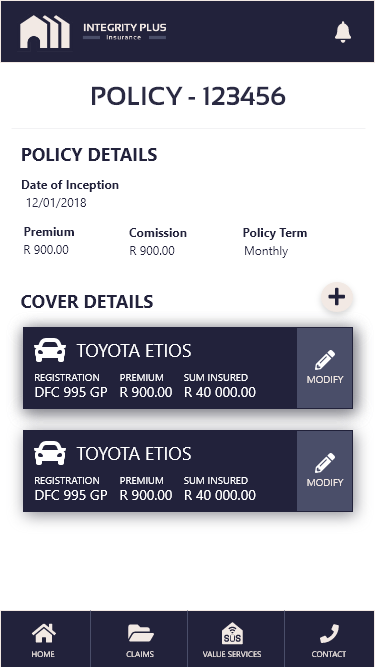 INTEGRITY PLUS
Insurance
POLICY - 123456
POLICY DETAILS
Date of Inception
12/01/2018
Premium Comission Policy Term
R 900.00 R 900.00 Monthly
COVER DETAILS
TOYOTA ETIOS
REGISTRATION PREMIUM SUM INSURED
DFC 995 GP R 900.00 R 40 000.00
MODIFY
TOYOTA ETIOS
REGISTRATION PREMIUM SUM INSURED
DFC 995 GP R 900.00 R 40 000.00
MODIFY
SUS
HOME CLAIMS VALUE SERVICES CONTACT